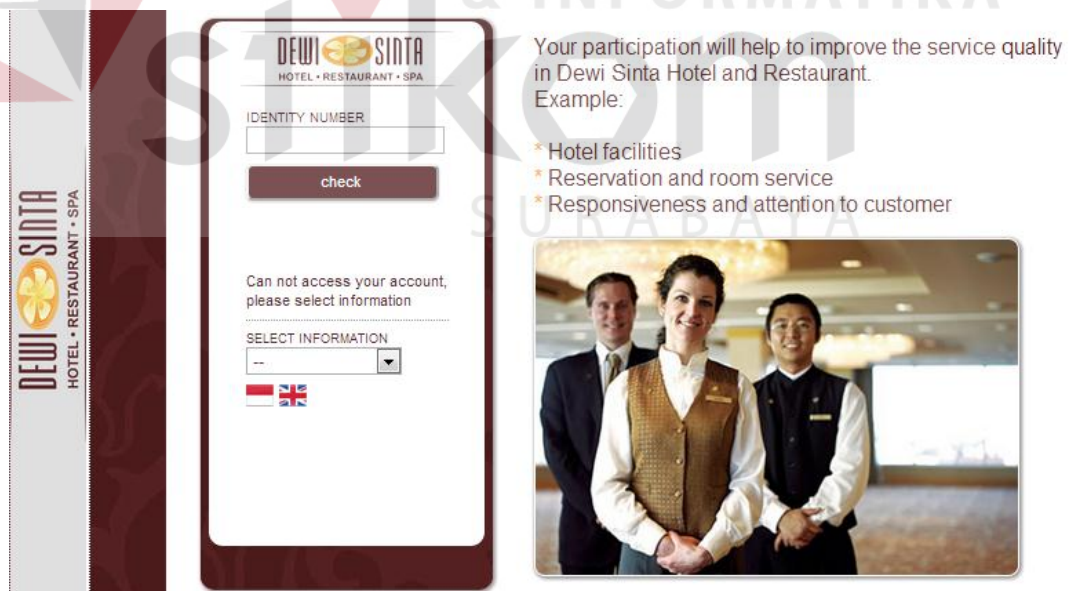 & INFORMATIKA
stikom
SURABAYA
DEWI SINTA
HOTEL • RESTAURANT • SPA
DEWI SINTA
HOTEL • RESTAURANT • SPA
IDENTITY NUMBER
check
Can not access your account,
please select information
SELECT INFORMATION
--
Your participation will help to improve the service quality
in Dewi Sinta Hotel and Restaurant.
Example:
* Hotel facilities
* Reservation and room service
* Responsiveness and attention to customer